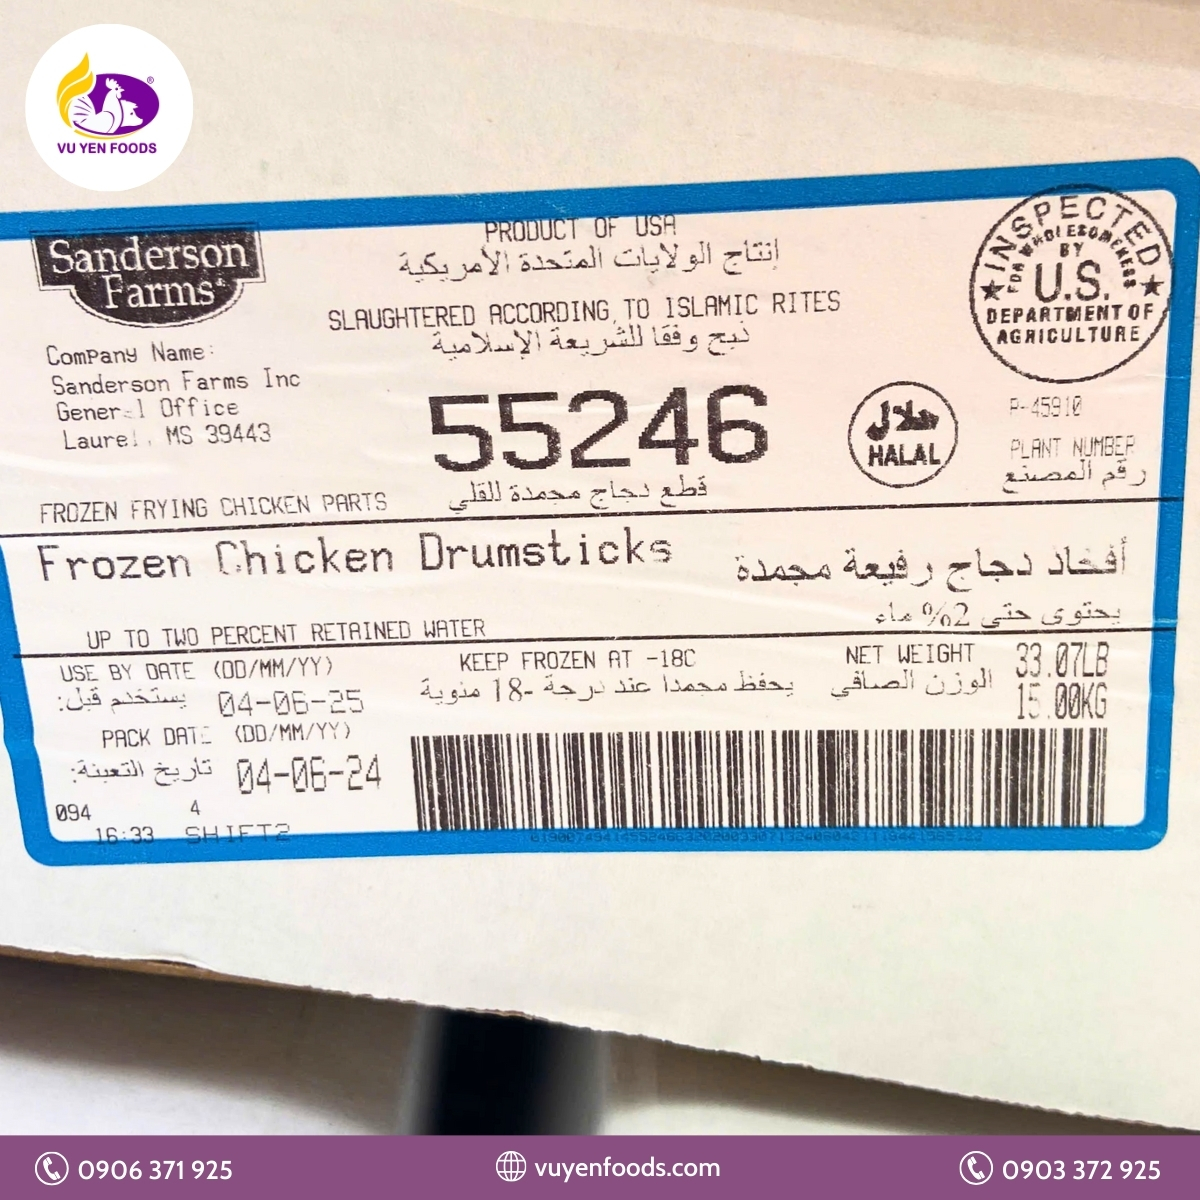 VU YEN FOODS
Sanderson
Farms
PRODUCT OF USA
إنتاج الولايات المتحدة الأمريكية
SLAUGHTERED ACCORDING TO ISLAMIC RITES
ذبح وفقا للشريعة الإسلامية
INSPECTED
FOR WHOLESOMENESS
BY
U.S.
DEPARTMENT OF
AGRICULTURE
Company Name:
Sanderson Farms Inc
General Office
Laurel, MS 39443
55246
حلال
HALAL
P-45910
PLANT NUMBER
رقم المصنع
FROZEN FRYING CHICKEN PARTS
قطع دجاج مجمدة للقلي
Frozen Chicken Drumsticks
أفخاذ دجاج رفيعة مجمدة
يحتوى حتى 2% ماء
UP TO TWO PERCENT RETAINED WATER
USE BY DATE (DD/MM/YY)
يستخدم قبل: 04-06-25
KEEP FROZEN AT -18C
يحفظ مجمدا عند درجة -18 مئوية
NET WEIGHT 33.07LB
الوزن الصافي 15.00KG
PACK DATE (DD/MM/YY)
تاريخ التعبئة: 04-06-24
094 4
16:33 SHIFT2
0906 371 925
vuyenfoods.com
0903 372 925